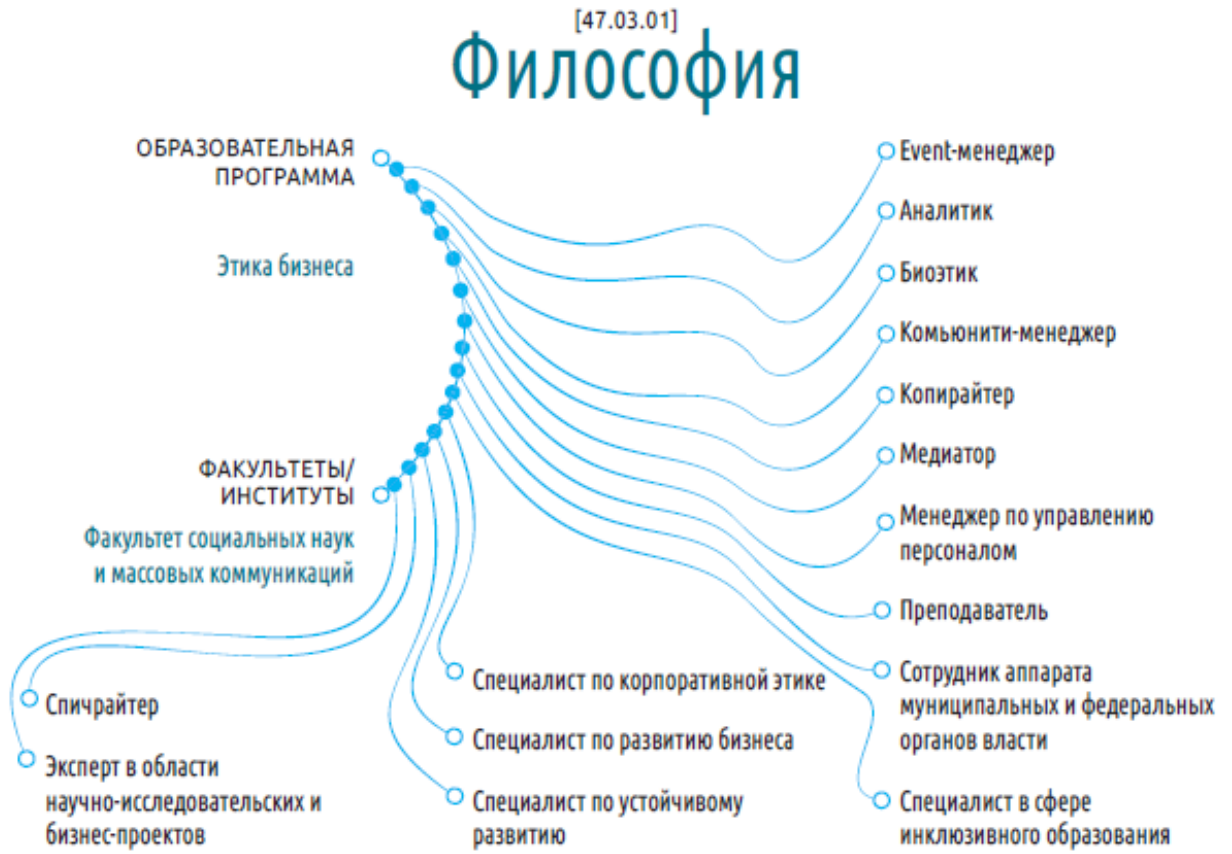 [47.03.01]
Философия
ОБРАЗОВАТЕЛЬНАЯ
ПРОГРАММА
Этика бизнеса
ФАКУЛЬТЕТЫ/
ИНСТИТУТЫ
Факультет социальных наук
и массовых коммуникаций
Event-менеджер
Аналитик
Биоэтик
Комьюнити-менеджер
Копирайтер
Медиатор
Менеджер по управлению
персоналом
Преподаватель
Сотрудник аппарата
муниципальных и федеральных
органов власти
Специалист в сфере
инклюзивного образования
Специалист по корпоративной этике
Специалист по развитию бизнеса
Специалист по устойчивому
развитию
Спичрайтер
Эксперт в области
научно-исследовательских и
бизнес-проектов